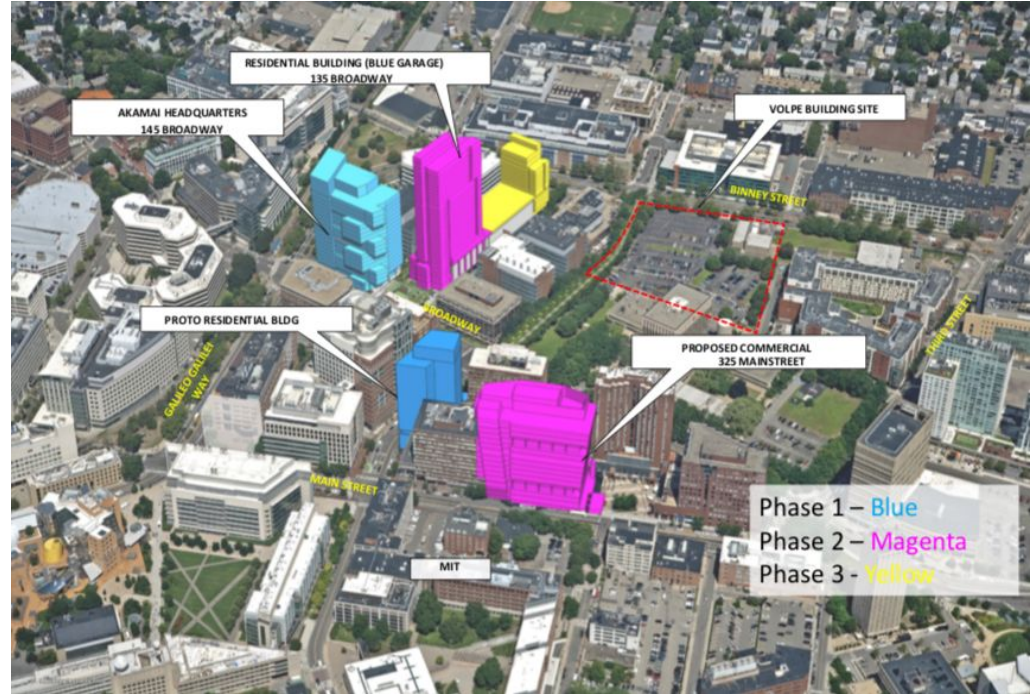 RESIDENTIAL BUILDING (BLUE GARAGE)
135 BROADWAY
AKAMAI HEADQUARTERS
145 BROADWAY
VOLPE BUILDING SITE
BINNEY STREET
PROTO RESIDENTIAL BLDG
BROADWAY
PROPOSED COMMERCIAL
325 MAINSTREET
THIRD STREET
GALILEO GALILEI
WAY
MAIN STREET
MIT
Phase 1 – Blue
Phase 2 – Magenta
Phase 3 - Yellow